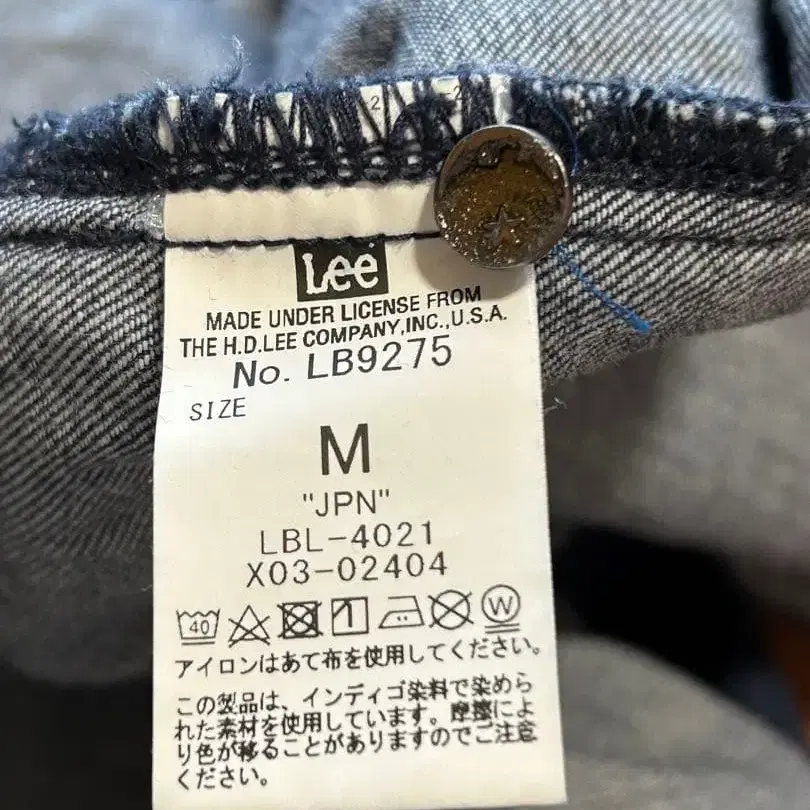 Lee
MADE UNDER LICENSE FROM
THE H.D.LEE COMPANY,INC.,U.S.A.
No. LB9275
SIZE
M
"JPN"
LBL-4021
X03-02404
40 W
アイロンはあて布を使用してください。
この製品は、インディゴ染料で染めら
れた素材を使用しています。摩擦によ
り色が移ることがありますのでご注意
ください。